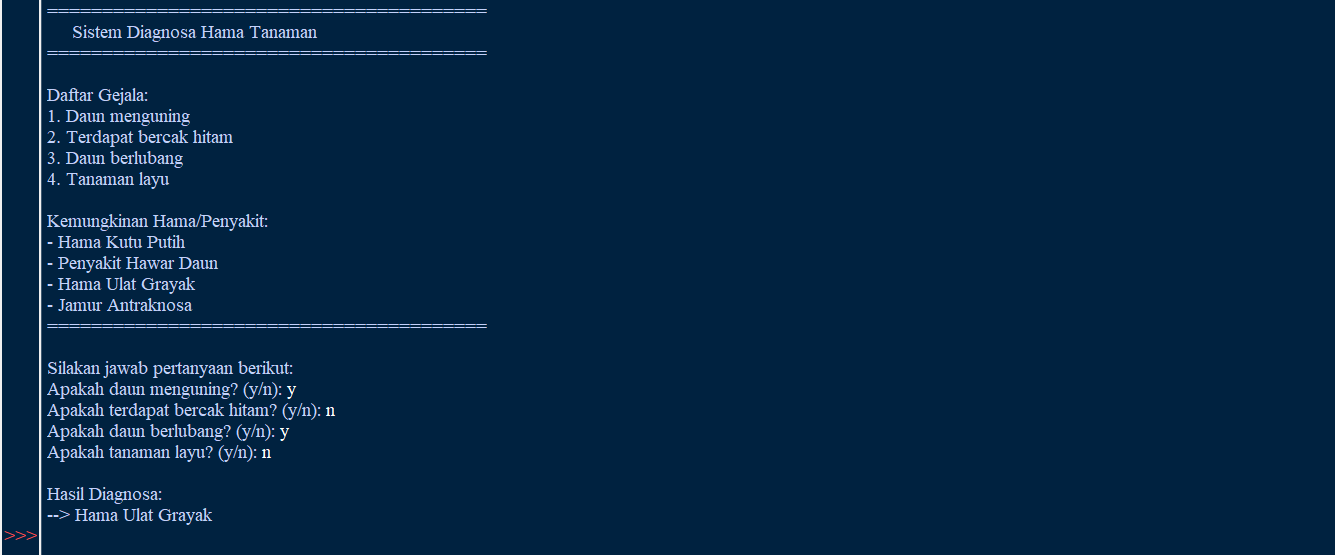 ========================================
Sistem Diagnosa Hama Tanaman
========================================
Daftar Gejala:
1. Daun menguning
2. Terdapat bercak hitam
3. Daun berlubang
4. Tanaman layu
Kemungkinan Hama/Penyakit:
- Hama Kutu Putih
- Penyakit Hawar Daun
- Hama Ulat Grayak
- Jamur Antraknosa
========================================
Silakan jawab pertanyaan berikut:
Apakah daun menguning? (y/n): y
Apakah terdapat bercak hitam? (y/n): n
Apakah daun berlubang? (y/n): y
Apakah tanaman layu? (y/n): n
Hasil Diagnosa:
--> Hama Ulat Grayak
>>>